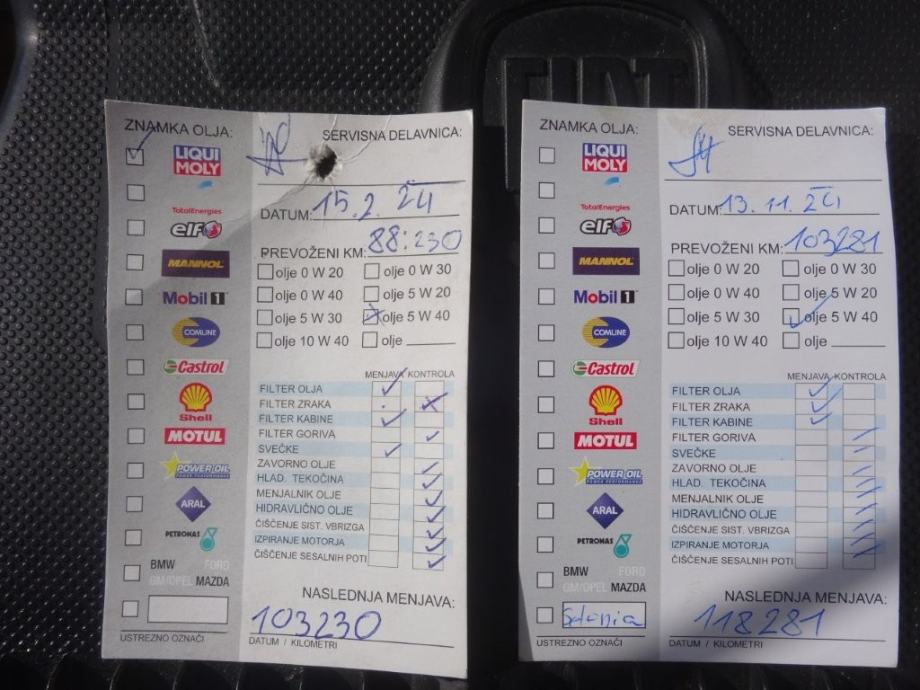 FIAT
ZNAMKA OLJA:
SERVISNA DELAVNICA:
LIQUI
MOLY
TotalEnergies
elf
MANNOL
Mobil 1
COMLINE
Castrol
Shell
MOTUL
POWER OIL
ARAL
PETRONAS
BMW FORD
GM/OPEL MAZDA
USTREZNO OZNAČI
DATUM: 15.2.24
PREVOŽENI KM: 88:230
olje 0 W 20 olje 0 W 30
olje 0 W 40 olje 5 W 20
olje 5 W 30 olje 5 W 40
olje 10 W 40 olje
MENJAVA KONTROLA
FILTER OLJA
FILTER ZRAKA
FILTER KABINE
FILTER GORIVA
SVEČKE
ZAVORNO OLJE
HLAD. TEKOČINA
MENJALNIK OLJE
HIDRAVLIČNO OLJE
ČIŠČENJE SIST. VBRIZGA
IZPIRANJE MOTORJA
ČIŠČENJE SESALNIH POTI
NASLEDNJA MENJAVA:
103230
DATUM / KILOMETRI
ZNAMKA OLJA:
SERVISNA DELAVNICA:
LIQUI
MOLY
TotalEnergies
elf
MANNOL
Mobil 1
COMLINE
Castrol
Shell
MOTUL
POWER OIL
ARAL
PETRONAS
BMW FORD
GM/OPEL MAZDA
USTREZNO OZNAČI
DATUM: 13.11.24
PREVOŽENI KM: 103281
olje 0 W 20 olje 0 W 30
olje 0 W 40 olje 5 W 20
olje 5 W 30 olje 5 W 40
olje 10 W 40 olje
MENJAVA KONTROLA
FILTER OLJA
FILTER ZRAKA
FILTER KABINE
FILTER GORIVA
SVEČKE
ZAVORNO OLJE
HLAD. TEKOČINA
MENJALNIK OLJE
HIDRAVLIČNO OLJE
ČIŠČENJE SIST. VBRIZGA
IZPIRANJE MOTORJA
ČIŠČENJE SESALNIH POTI
NASLEDNJA MENJAVA:
118281
DATUM / KILOMETRI